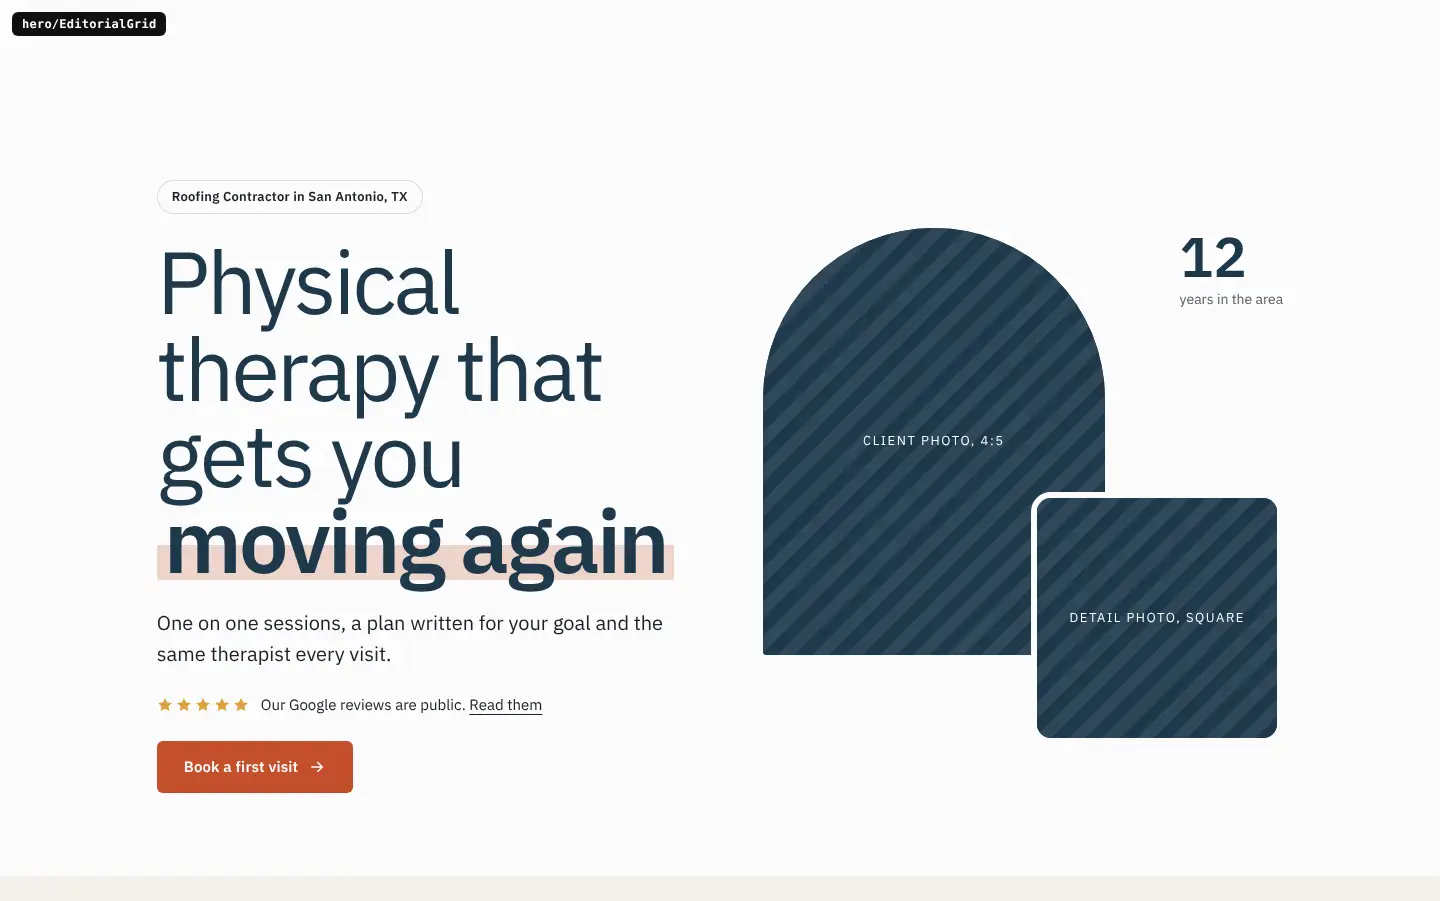 hero/EditorialGrid
Roofing Contractor in San Antonio, TX
Physical
therapy that
gets you
moving again
One on one sessions, a plan written for your goal and the
same therapist every visit.
Our Google reviews are public. Read them
Book a first visit →
CLIENT PHOTO, 4:5
12
years in the area
DETAIL PHOTO, SQUARE